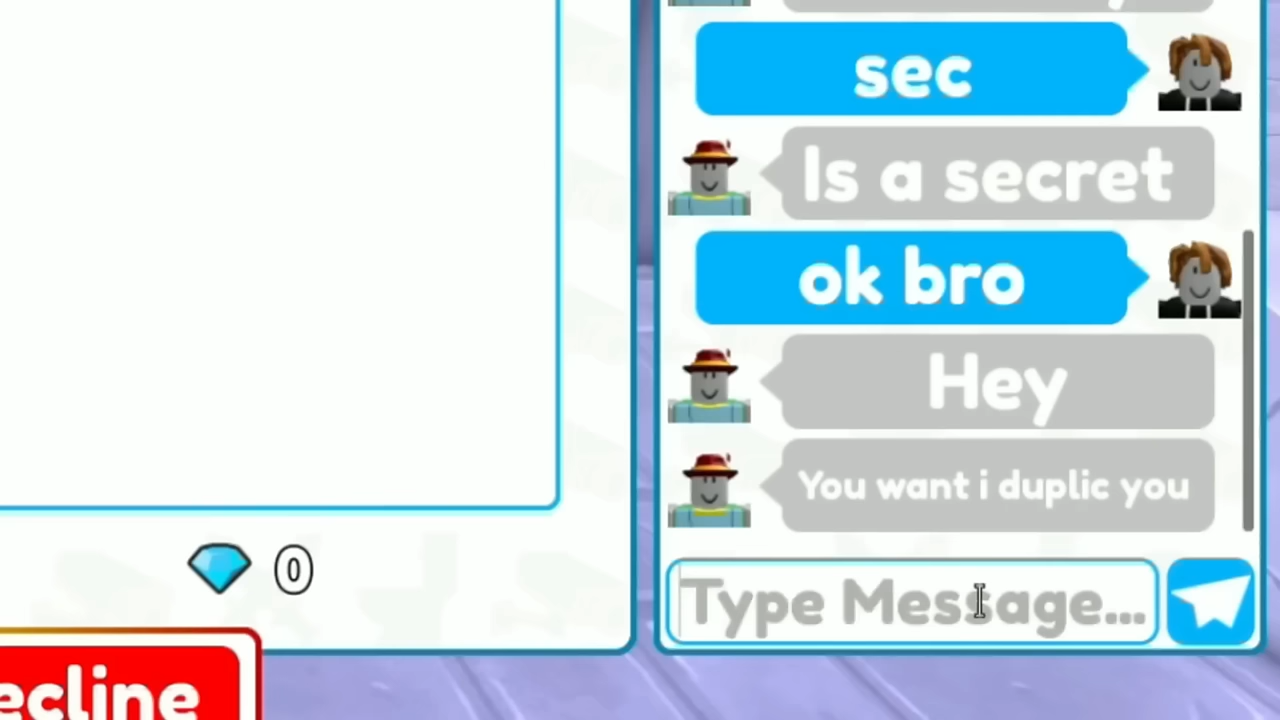 sec
Is a secret
ok bro
Hey
You want i duplic you
0
Type Message...
ecline